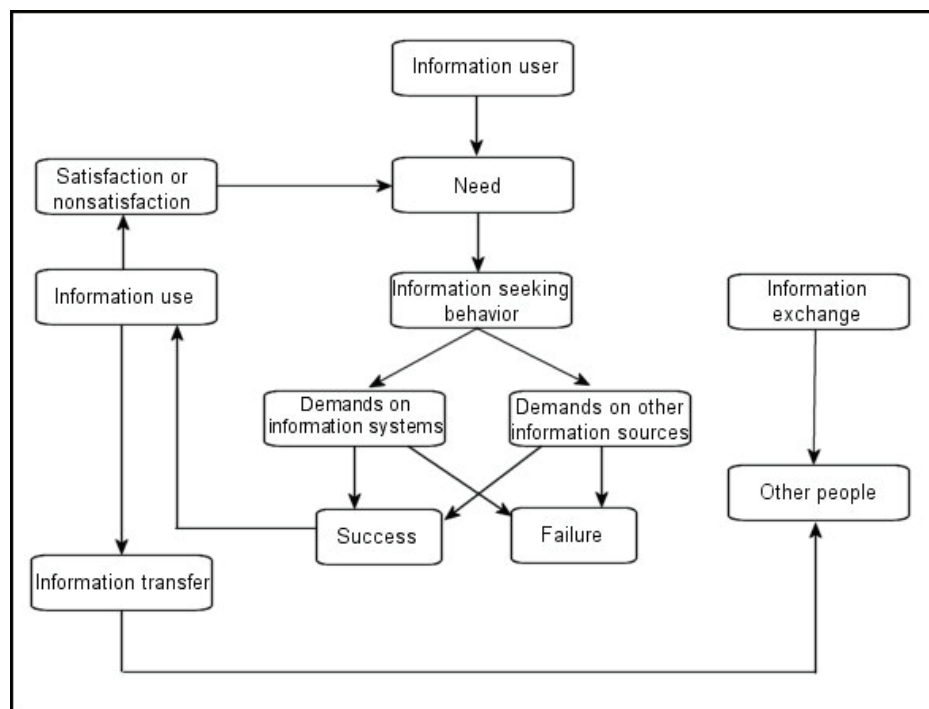 Information user
Satisfaction or
nonsatisfaction
Need
Information use
Information seeking
behavior
Information
exchange
Demands on
information systems
Demands on other
information sources
Other people
Success
Failure
Information transfer